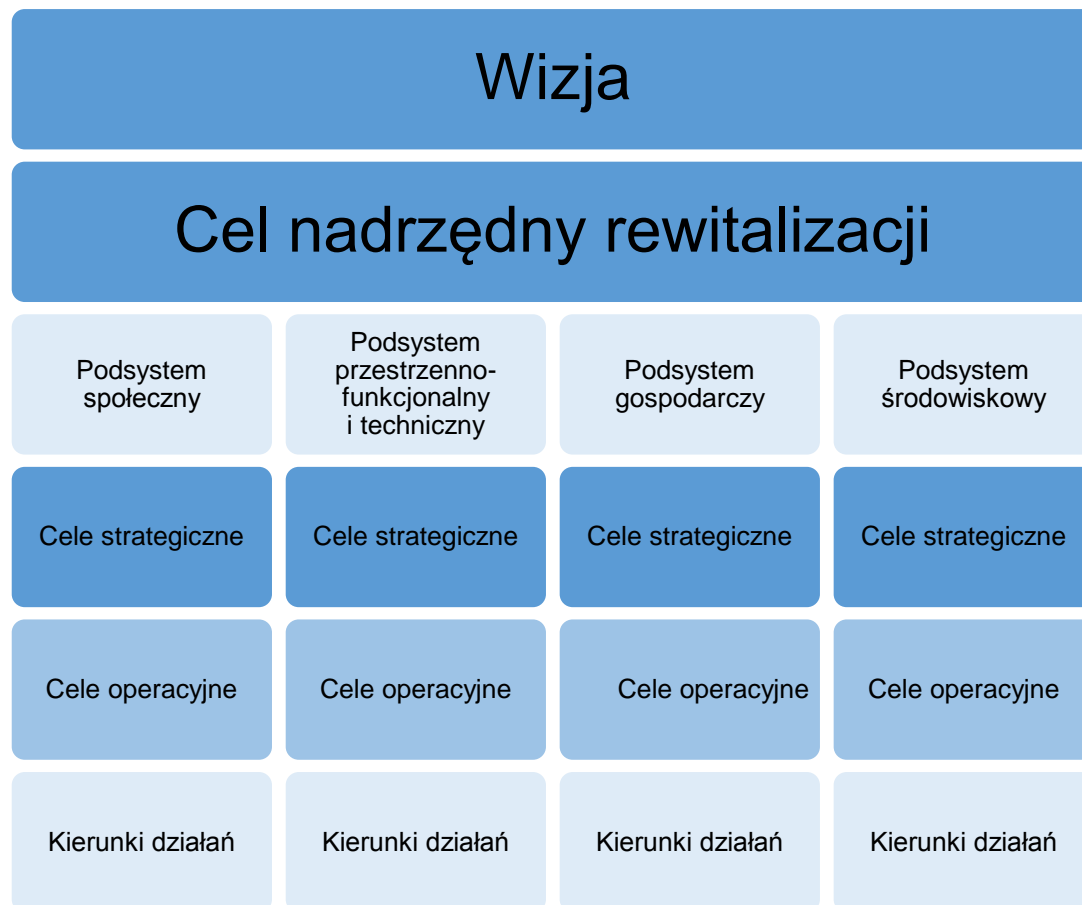 Wizja
Cel nadrzędny rewitalizacji
Podsystem
społeczny
Podsystem
przestrzenno-
funkcjonalny
i techniczny
Podsystem
gospodarczy
Podsystem
środowiskowy
Cele strategiczne
Cele strategiczne
Cele strategiczne
Cele strategiczne
Cele operacyjne
Cele operacyjne
Cele operacyjne
Cele operacyjne
Kierunki działań
Kierunki działań
Kierunki działań
Kierunki działań